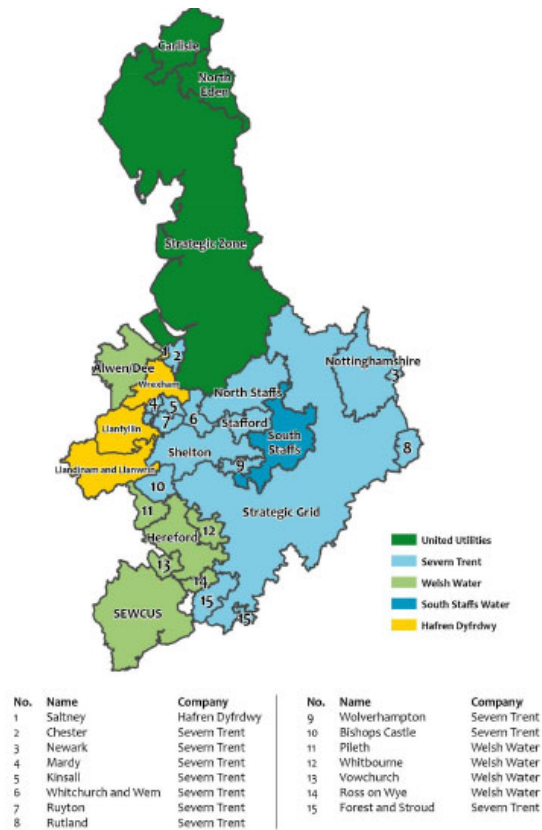 Carlisle
North
Eden
Strategic Zone
1
2
Alwen/Dee
Wrexham
Nottinghamshire
3
4
5
North Staffs
6
7
Stafford
Llanfyllin
South
Staffs
8
Shelton
9
Llandinam and Llanwrin
10
Strategic Grid
11
12
Hereford
13
14
15
SEWCUS
15
United Utilities
Severn Trent
Welsh Water
South Staffs Water
Hafren Dyfrdwy
No. Name Company
1 Saltney Hafren Dyfrdwy
2 Chester Severn Trent
3 Newark Severn Trent
4 Mardy Severn Trent
5 Kinsall Severn Trent
6 Whitchurch and Wem Severn Trent
7 Ruyton Severn Trent
8 Rutland Severn Trent
No. Name Company
9 Wolverhampton Severn Trent
10 Bishops Castle Severn Trent
11 Pilleth Welsh Water
12 Whitbourne Welsh Water
13 Vowchurch Welsh Water
14 Ross on Wye Welsh Water
15 Forest and Stroud Severn Trent